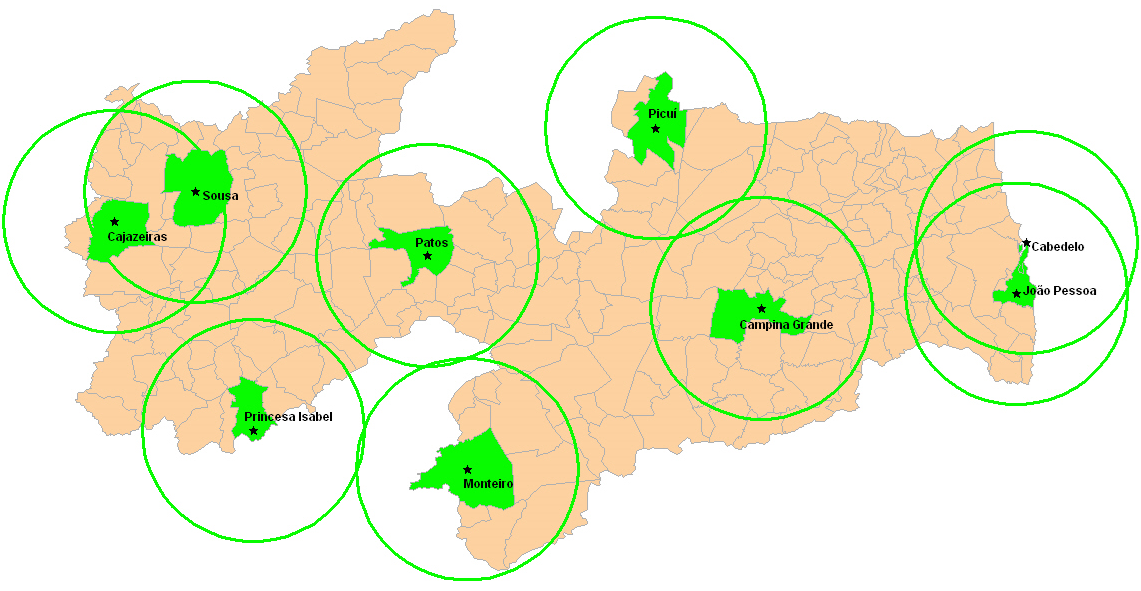 Picuí
Sousa
Cajazeiras
Patos
Cabedelo
João Pessoa
Campina Grande
Princesa Isabel
Monteiro